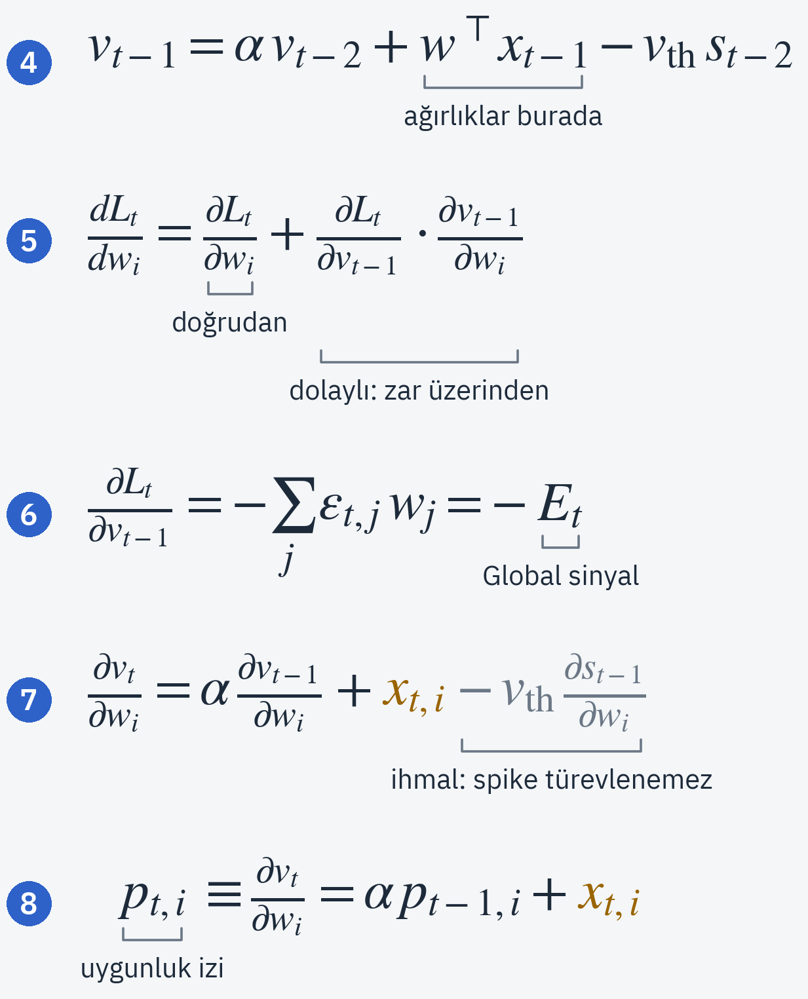 4 v_{t−1} = α v_{t−2} + w^⊤ x_{t−1} − v_th s_{t−2}
ağırlıklar burada
5 dL_t/dw_i = ∂L_t/∂w_i + ∂L_t/∂v_{t−1} · ∂v_{t−1}/∂w_i
doğrudan
dolaylı: zar üzerinden
6 ∂L_t/∂v_{t−1} = − ∑_j ε_{t,j} w_j = − E_t
Global sinyal
7 ∂v_t/∂w_i = α ∂v_{t−1}/∂w_i + x_{t,i} − v_th ∂s_{t−1}/∂w_i
ihmal: spike türevlenemez
8 p_{t,i} ≡ ∂v_t/∂w_i = α p_{t−1,i} + x_{t,i}
uygunluk izi